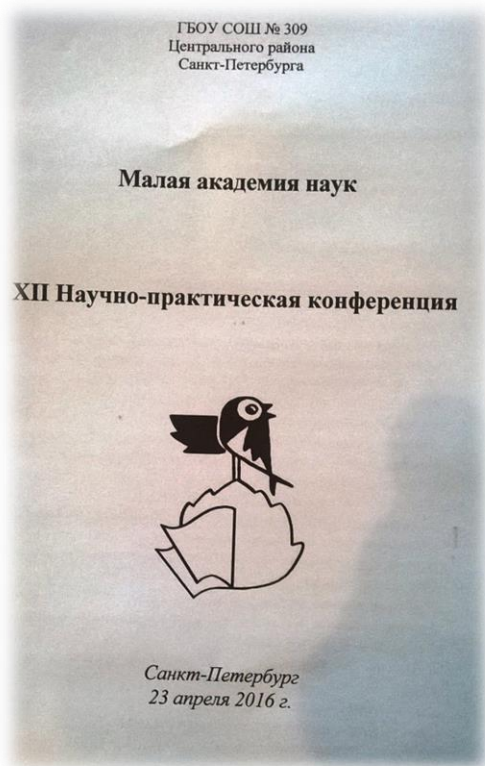 ГБОУ СОШ № 309
Центрального района
Санкт-Петербурга
Малая академия наук
XII Научно-практическая конференция
Санкт-Петербург
23 апреля 2016 г.